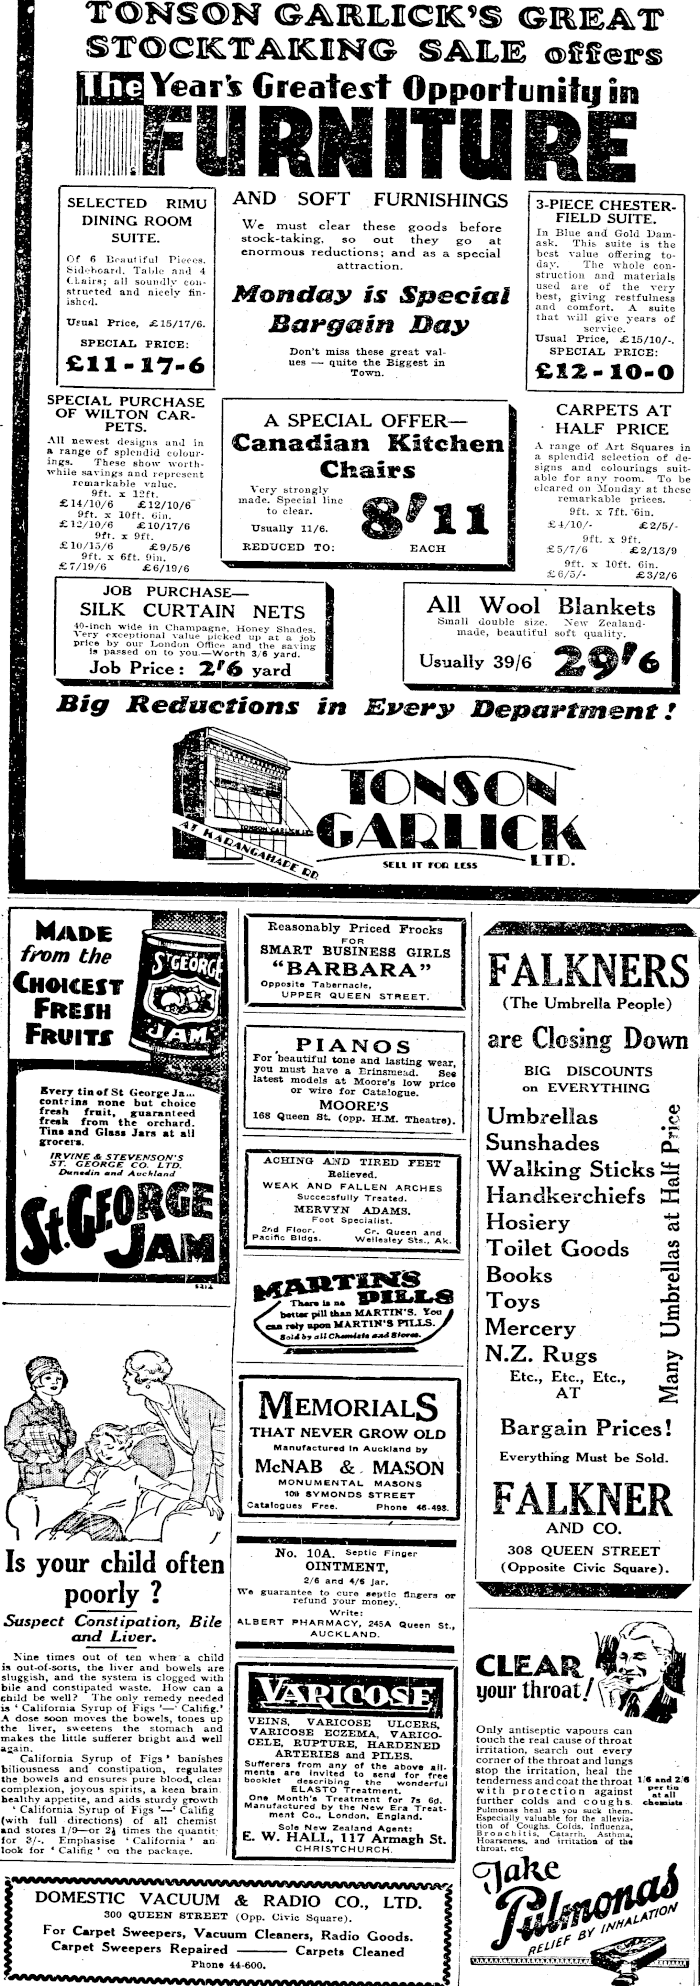 TONSON GARLICK'S GREAT
STOCKTAKING SALE offers
The Year's Greatest Opportunity in
FURNITURE
SELECTED RIMU
DINING ROOM
SUITE.
Of 6 Beautiful Pieces.
Sideboard, Table and 4
Chairs; all soundly con-
structed and nicely fin-
ished.
Usual Price, £15/17/6.
SPECIAL PRICE:
£11-17-6
AND SOFT FURNISHINGS
We must clear these goods before
stock-taking, so out they go at
enormous reductions; and as a special
attraction.
Monday is Special
Bargain Day
Don't miss these great val-
ues — quite the Biggest in
Town.
3-PIECE CHESTER-
FIELD SUITE.
In Blue and Gold Dam-
ask. This suite is the
best value offering to-
day. The whole con-
struction and materials
used are of the very
best, giving restfulness
and comfort. A suite
that will give years of
service.
Usual Price, £15/10/-.
SPECIAL PRICE:
£12-10-0
SPECIAL PURCHASE
OF WILTON CAR-
PETS.
All newest designs and in
a range of splendid colour-
ings. These show worth-
while savings and represent
remarkable value.
9ft. x 12ft.
£14/10/6 £12/10/6
9ft. x 10ft. 6in.
£12/10/6 £10/17/6
9ft. x 9ft.
£10/15/6 £9/5/6
9ft. x 6ft. 9in.
£7/19/6 £6/19/6
A SPECIAL OFFER—
Canadian Kitchen
Chairs
Very strongly
made. Special line
to clear.
Usually 11/6.
REDUCED TO:
8/11
EACH
CARPETS AT
HALF PRICE
A range of Art Squares in
a splendid selection of de-
signs and colourings suit-
able for any room. To be
cleared on Monday at these
remarkable prices.
9ft. x 7ft. 6in.
£4/10/- £2/5/-
9ft. x 9ft.
£5/7/6 £2/13/9
9ft. x 10ft. 6in.
£6/5/- £3/2/6
JOB PURCHASE—
SILK CURTAIN NETS
40-inch wide in Champagne, Honey Shades.
Very exceptional value picked up at a job
price by our London Office and the saving
is passed on to you.—Worth 3/6 yard.
Job Price: 2/6 yard
All Wool Blankets
Small double size. New Zealand-
made, beautiful soft quality.
Usually 39/6 29/6
Big Reductions in Every Department!
TONSON GARLICK LTD.
AT KARANGAHAPE RD.
TONSON
GARLICK
LTD.
SELL IT FOR LESS
MADE
from the
CHOICEST
FRESH
FRUITS
ST GEORGE
JAM
Every tin of St George Ja...
contrins none but choice
fresh fruit, guaranteed
fresh from the orchard.
Tins and Glass Jars at all
grocers.
IRVINE & STEVENSON'S
ST. GEORGE CO. LTD.
Dunedin and Auckland
St. GEORGE
JAM
Is your child often
poorly ?
Suspect Constipation, Bile
and Liver.
Nine times out of ten when a child
is out-of-sorts, the liver and bowels are
sluggish, and the system is clogged with
bile and constipated waste. How can a
child be well? The only remedy needed
is 'California Syrup of Figs'—'Califig.'
A dose soon moves the bowels, tones up
the liver, sweetens the stomach and
makes the little sufferer bright and well
again.
California Syrup of Figs' banishes
biliousness and constipation, regulates
the bowels and ensures pure blood, clear
complexion, joyous spirits, a keen brain
healthy appetite, and aids sturdy growth
'California Syrup of Figs'—'Califig
(with full directions) of all chemist
and stores 1/9—or 2½ times the quantit;
for 3/-. Emphasise 'California' an
look for 'Califig' on the package.
Reasonably Priced Frocks
FOR
SMART BUSINESS GIRLS
"BARBARA"
Opposite Tabernacle,
UPPER QUEEN STREET.
PIANOS
For beautiful tone and lasting wear,
you must have a Brinsmead. See
latest models at Moore's low price
or wire for Catalogue.
MOORE'S
168 Queen St. (opp. H.M. Theatre).
ACHING AND TIRED FEET
Relieved.
WEAK AND FALLEN ARCHES
Successfully Treated.
MERVYN ADAMS.
Foot Specialist.
2nd Floor, Cr. Queen and
Pacific Bldgs. Wellesley Sts., Ak.
MARTIN'S
PILLS
There is no
better pill than MARTIN'S. You
can rely upon MARTIN'S PILLS.
Sold by all Chemists and Stores.
MEMORIALS
THAT NEVER GROW OLD
Manufactured in Auckland by
McNAB & MASON
MONUMENTAL MASONS
109 SYMONDS STREET
Catalogues Free. Phone 46-498.
No. 10A. Septic Finger
OINTMENT,
2/6 and 4/6 jar.
We guarantee to cure septic fingers or
refund your money.
Write:
ALBERT PHARMACY, 245A Queen St.,
AUCKLAND.
VARICOSE
VEINS, VARICOSE ULCERS,
VARICOSE ECZEMA, VARICO-
CELE, RUPTURE, HARDENED
ARTERIES and PILES.
Sufferers from any of the above ail-
ments are invited to send for free
booklet describing the wonderful
ELASTO Treatment.
One Month's Treatment for 7s 6d.
Manufactured by the New Era Treat-
ment Co., London, England.
Sole New Zealand Agent:
E. W. HALL, 117 Armagh St.
CHRISTCHURCH.
FALKNERS
(The Umbrella People)
are Closing Down
BIG DISCOUNTS
on EVERYTHING
Umbrellas
Sunshades
Walking Sticks
Handkerchiefs
Hosiery
Toilet Goods
Books
Toys
Mercery
N.Z. Rugs
Etc., Etc., Etc.,
AT
Many Umbrellas at Half Price
Bargain Prices!
Everything Must be Sold.
FALKNER
AND CO.
308 QUEEN STREET
(Opposite Civic Square).
CLEAR
your throat!
Only antiseptic vapours can
touch the real cause of throat
irritation, search out every
corner of the throat and lungs
stop the irritation, heal the
tenderness and coat the throat
with protection against
further colds and coughs.
Pulmonas heal as you suck them.
Especially valuable for the allevia-
tion of Coughs, Colds, Influenza,
Bronchitis, Catarrh, Asthma,
Hoarseness, and irritation of the
throat, etc
1/6 and 2/6
per tin
at all
chemists
Take
Pulmonas
RELIEF BY INHALATION
DOMESTIC VACUUM & RADIO CO., LTD.
300 QUEEN STREET (Opp. Civic Square).
For Carpet Sweepers, Vacuum Cleaners, Radio Goods.
Carpet Sweepers Repaired —— Carpets Cleaned
Phone 44-600.